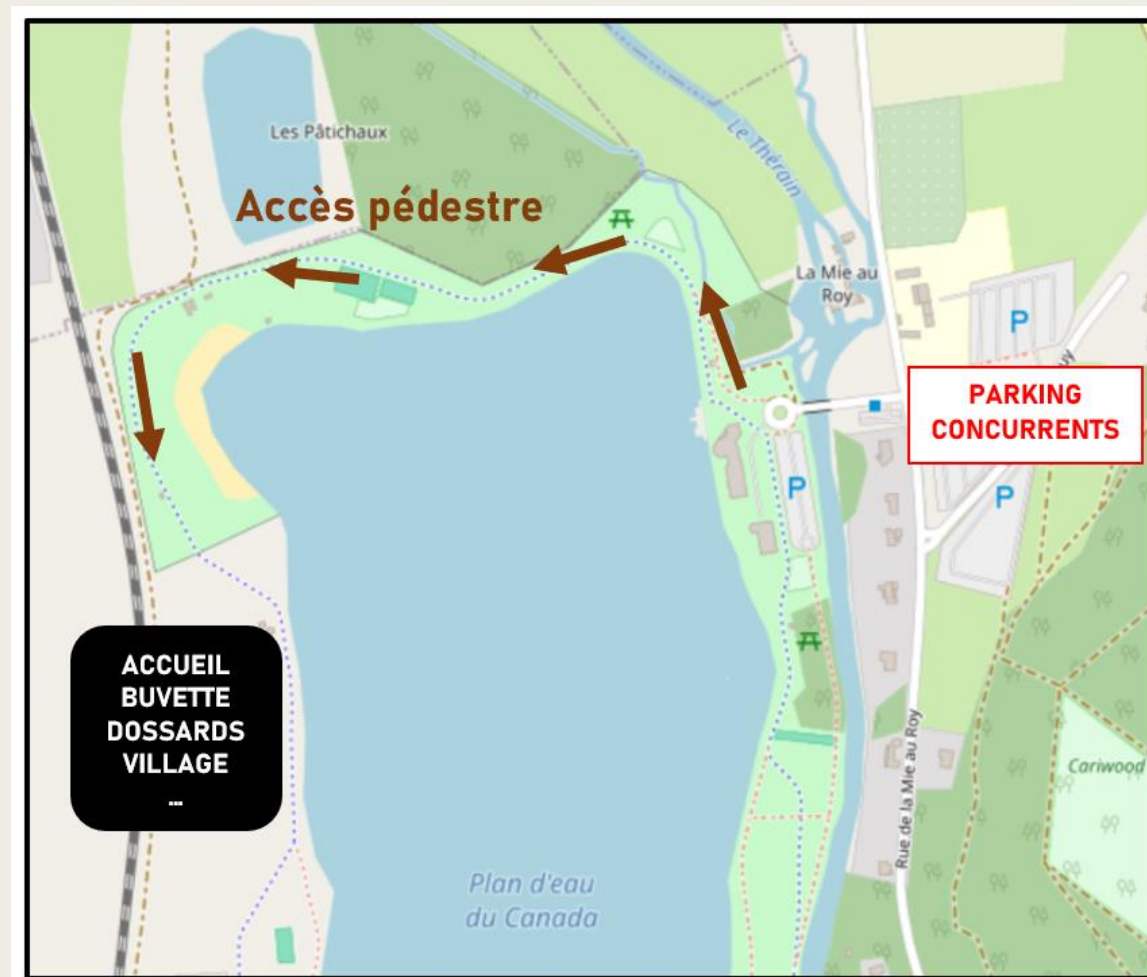 Les Pâtichaux
Le Thérain
Accès pédestre
La Mie au
Roy
P
uy
PARKING
CONCURRENTS
P
P
ACCUEIL
BUVETTE
DOSSARDS
VILLAGE
...
Rue de la Mie au Roy
Cariwood
Plan d'eau
du Canada